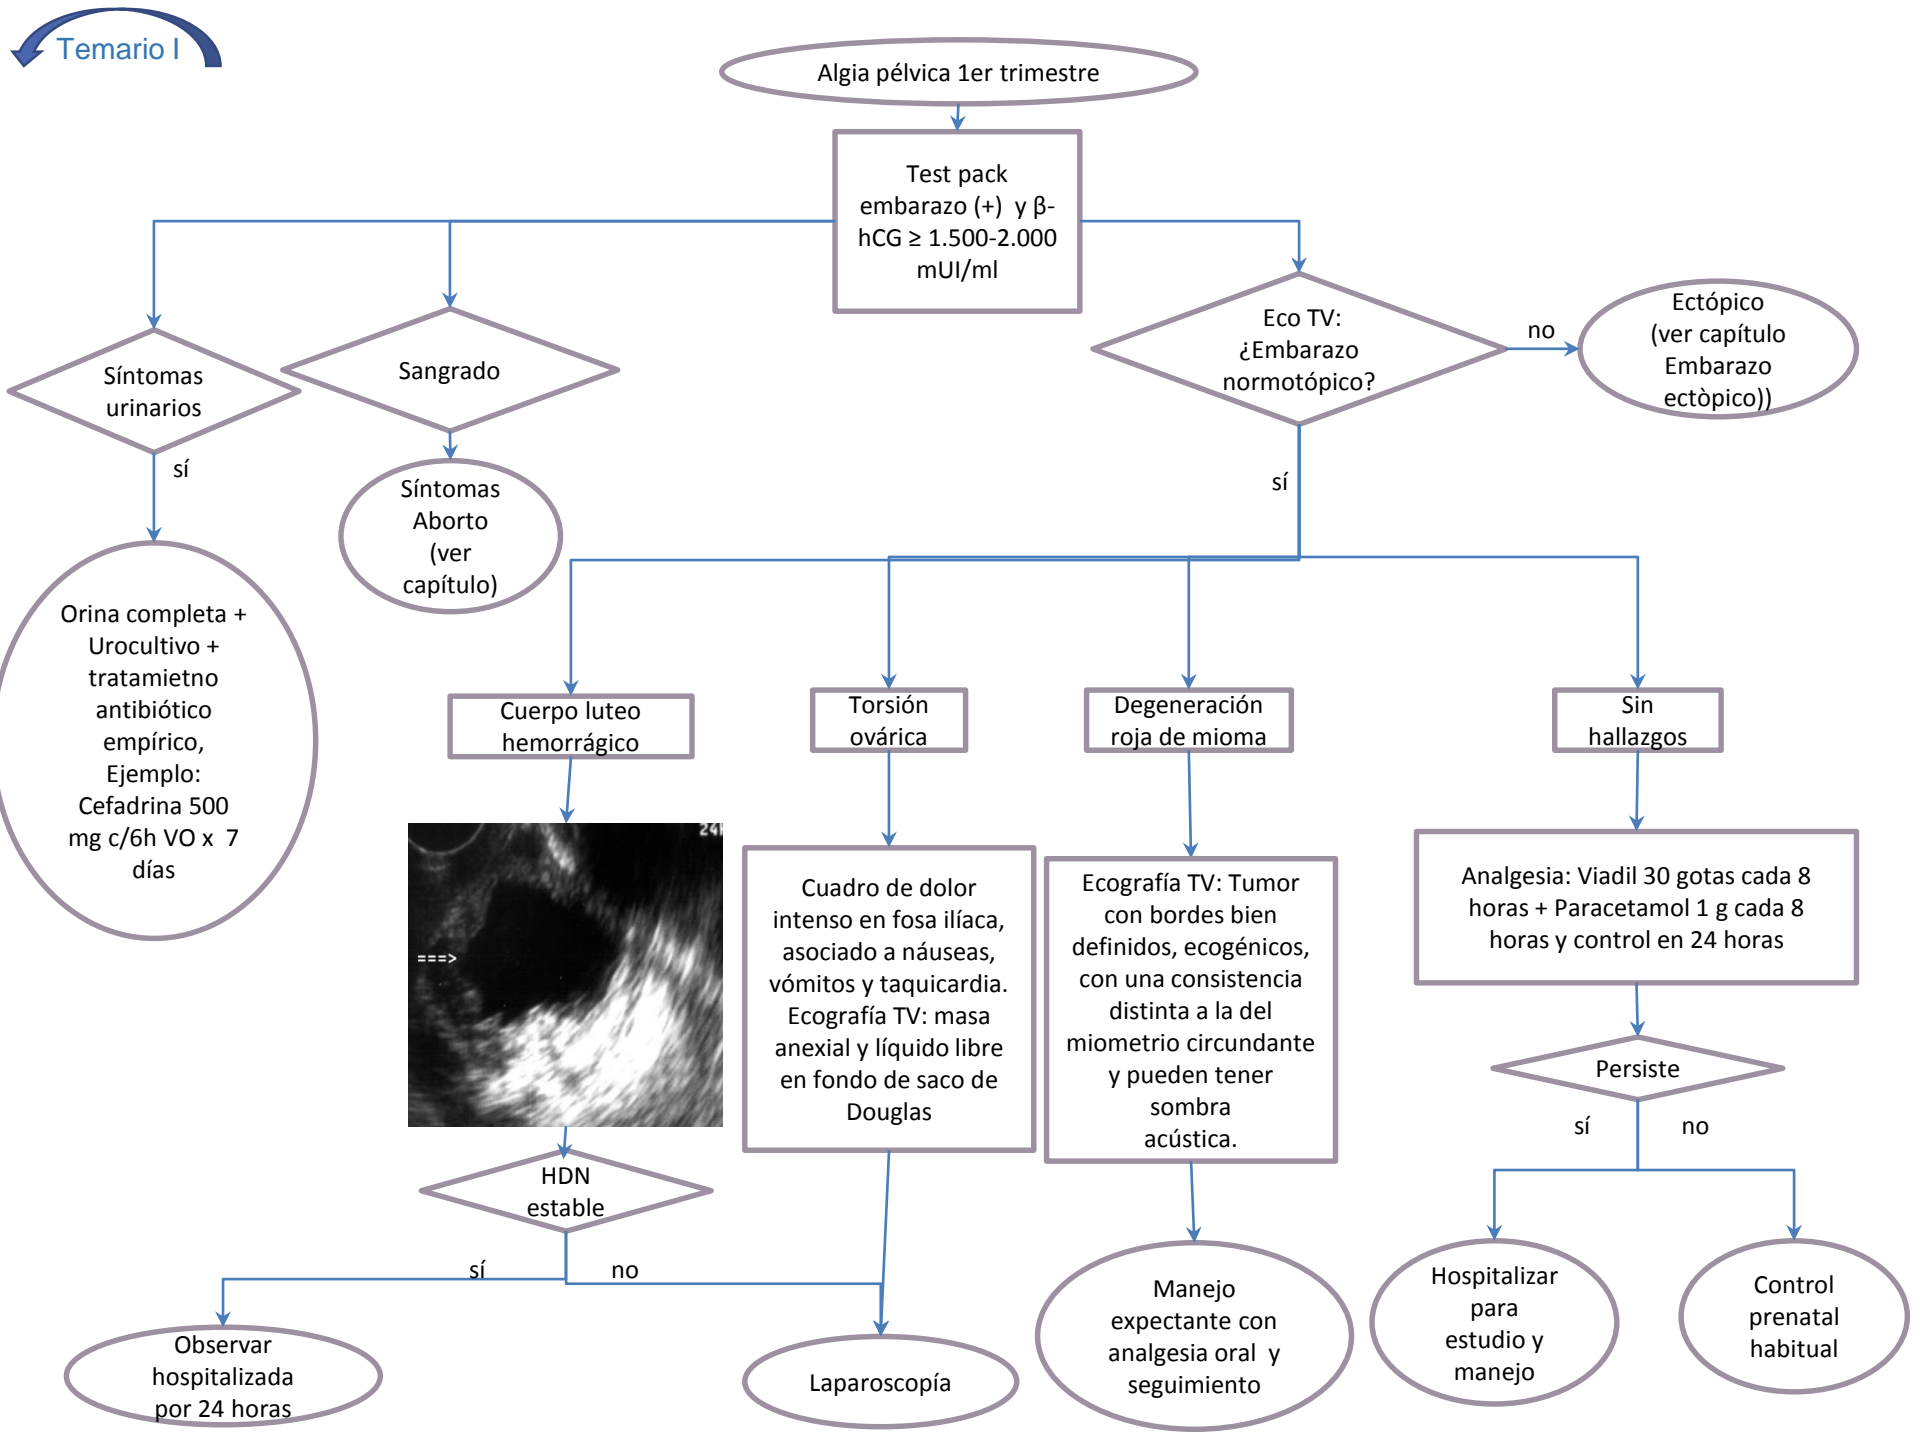 Temario I
Algia pélvica 1er trimestre
Test pack
embarazo (+)  y β-
hCG ≥ 1.500-2.000
mUI/ml
Síntomas
urinarios
Sangrado
Eco TV:
¿Embarazo
normotópico?
no
Ectópico
(ver capítulo
Embarazo
ectòpico))
sí
Síntomas
Aborto
(ver
capítulo)
sí
Orina completa +
Urocultivo +
tratamietno
antibiótico
empírico,
Ejemplo:
Cefadrina 500
mg c/6h VO x  7
días
Cuerpo luteo
hemorrágico
Torsión
ovárica
Degeneración
roja de mioma
Sin
hallazgos
===>
Cuadro de dolor
intenso en fosa ilíaca,
asociado a náuseas,
vómitos y taquicardia.
Ecografía TV: masa
anexial y líquido libre
en fondo de saco de
Douglas
Ecografía TV: Tumor
con bordes bien
definidos, ecogénicos,
con una consistencia
distinta a la del
miometrio circundante
y pueden tener
sombra
acústica.
Analgesia: Viadil 30 gotas cada 8
horas + Paracetamol 1 g cada 8
horas y control en 24 horas
Persiste
sí
no
HDN
estable
sí
no
Observar
hospitalizada
por 24 horas
Laparoscopía
Manejo
expectante con
analgesia oral  y
seguimiento
Hospitalizar
para
estudio y
manejo
Control
prenatal
habitual